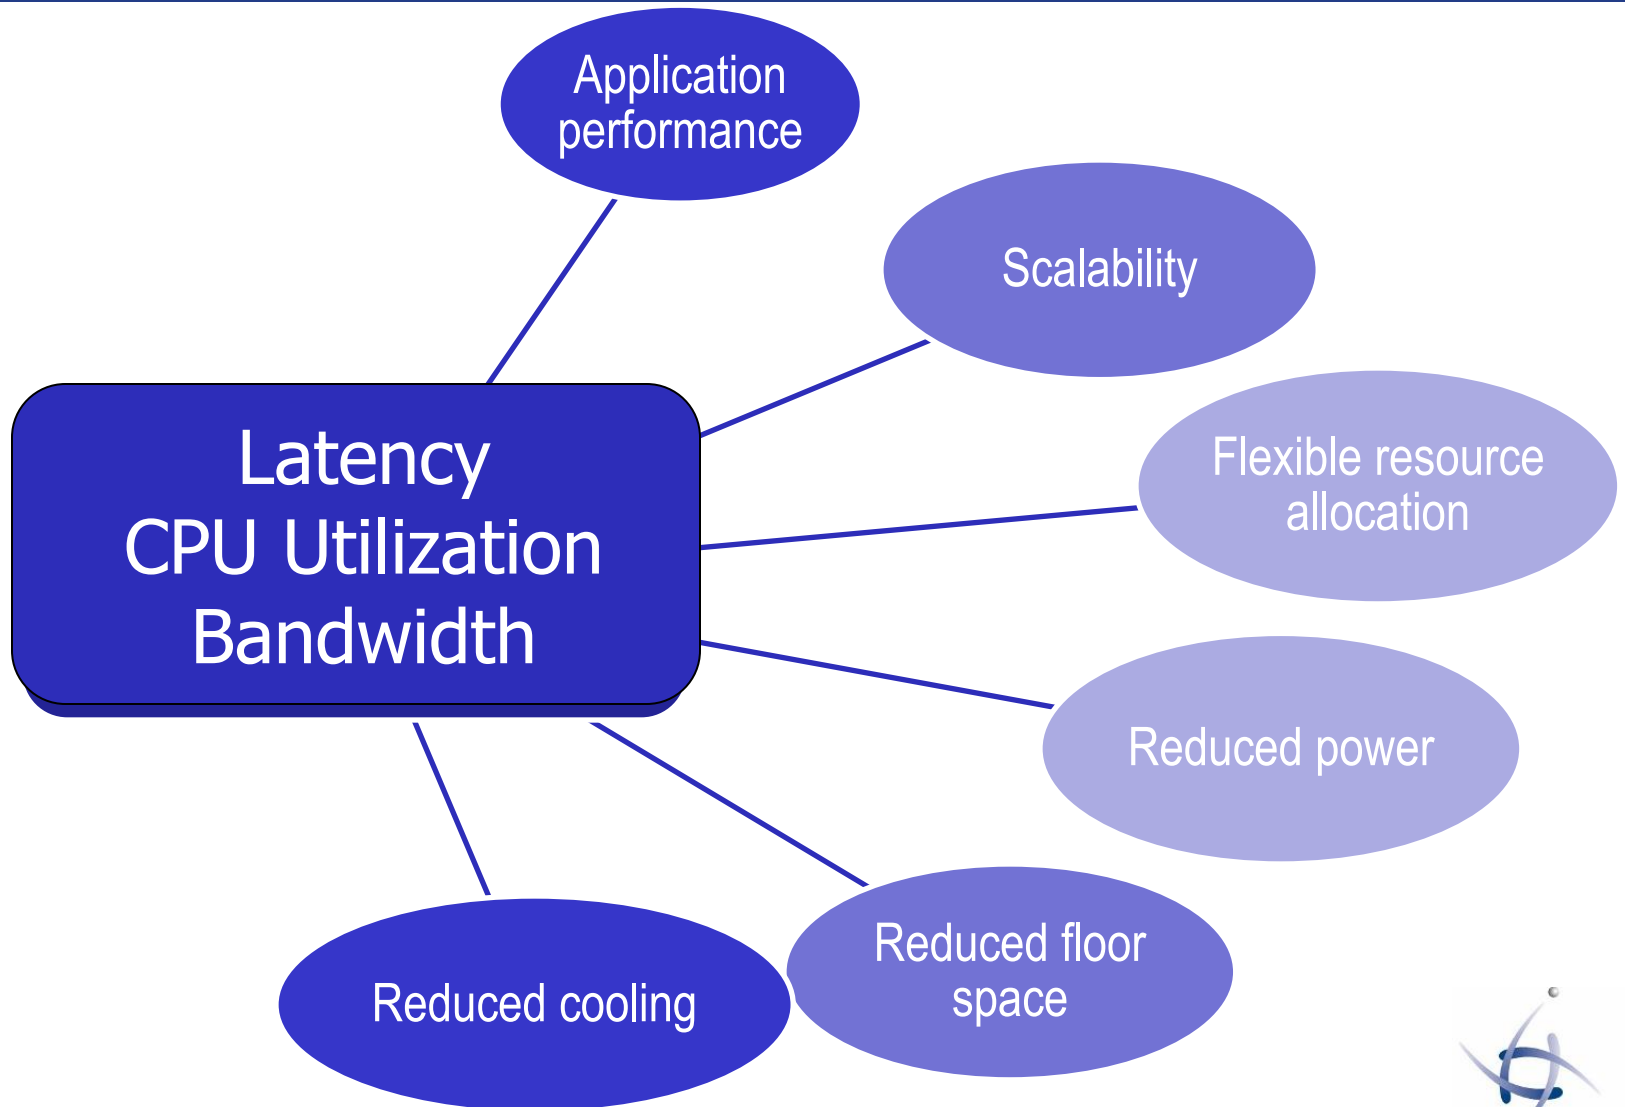 Application
performance
Scalability
Flexible resource
allocation
Latency
CPU Utilization
Bandwidth
Reduced power
Reduced floor
space
Reduced cooling